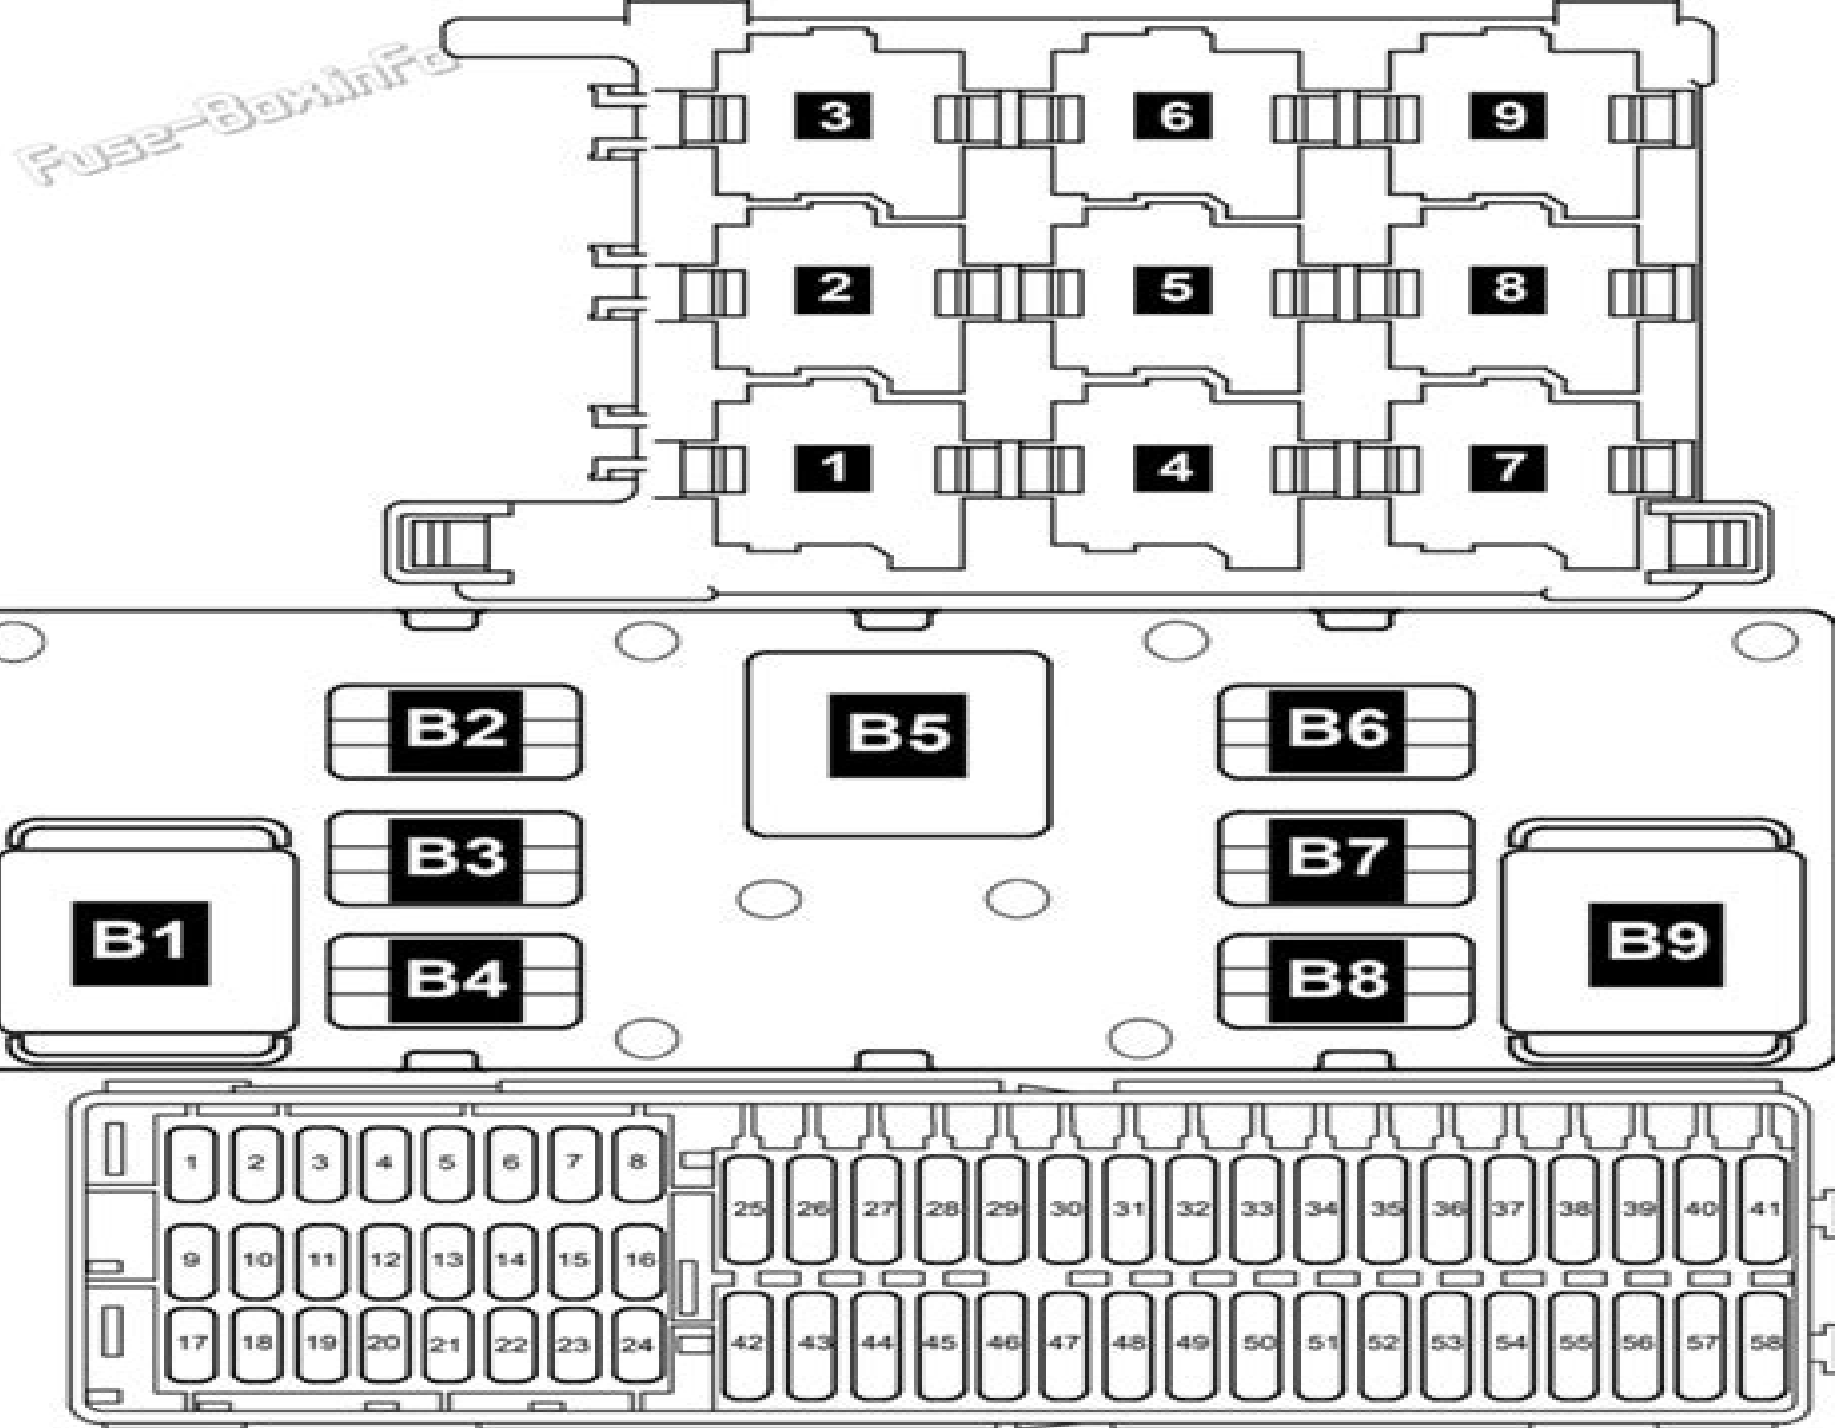 Fuse-Box.info
3 6 9
2 5 8
1 4 7
B2 B5 B6
B3 B7
B1 B9
B4 B8
1 2 3 4 5 6 7 8
25 26 27 28 29 30 31 32 33 34 35 36 37 38 39 40 41
9 10 11 12 13 14 15 16
17 18 19 20 21 22 23 24
42 43 44 45 46 47 48 49 50 51 52 53 54 55 56 57 58